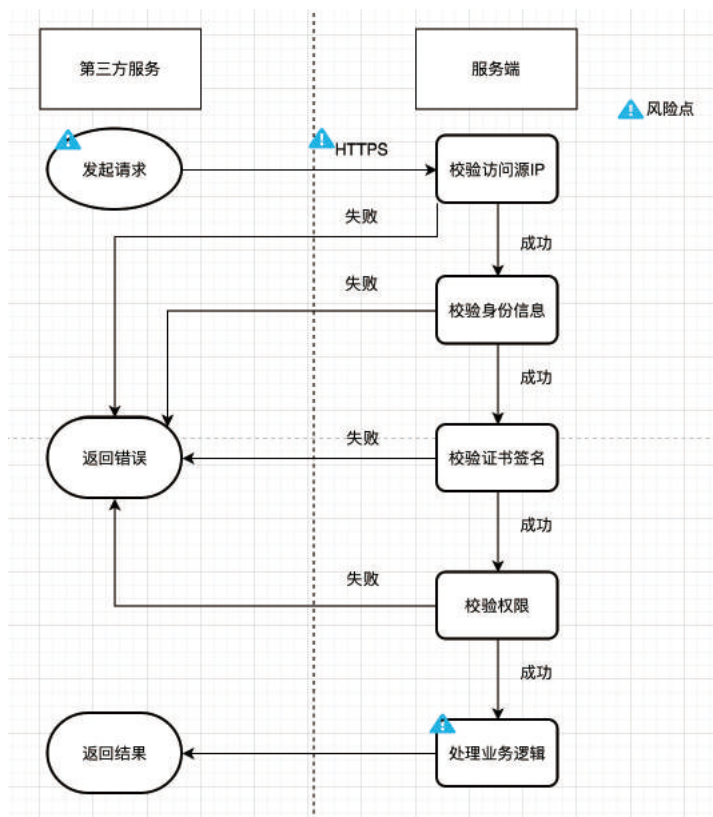 第三方服务
服务端
风险点
发起请求
HTTPS
校验访问源IP
失败
成功
失败
校验身份信息
成功
失败
返回错误
校验证书签名
成功
失败
校验权限
成功
返回结果
处理业务逻辑